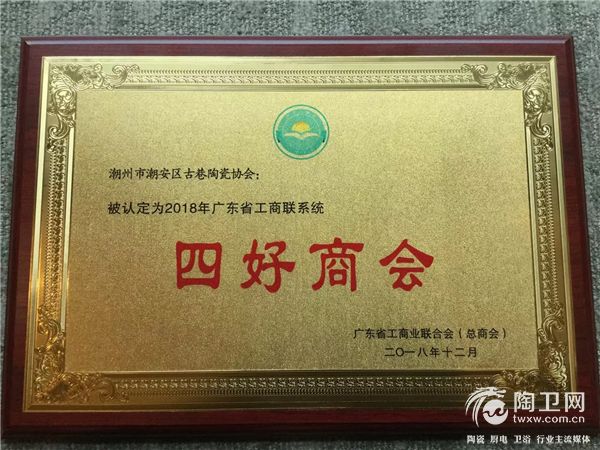 潮州市潮安区古巷陶瓷协会：
被认定为2018年广东省工商联系统
四好商会
广东省工商业联合会（总商会）
二〇一八年十二月
陶卫网
twxw.com.cn
陶瓷 厨电 卫浴 行业主流媒体